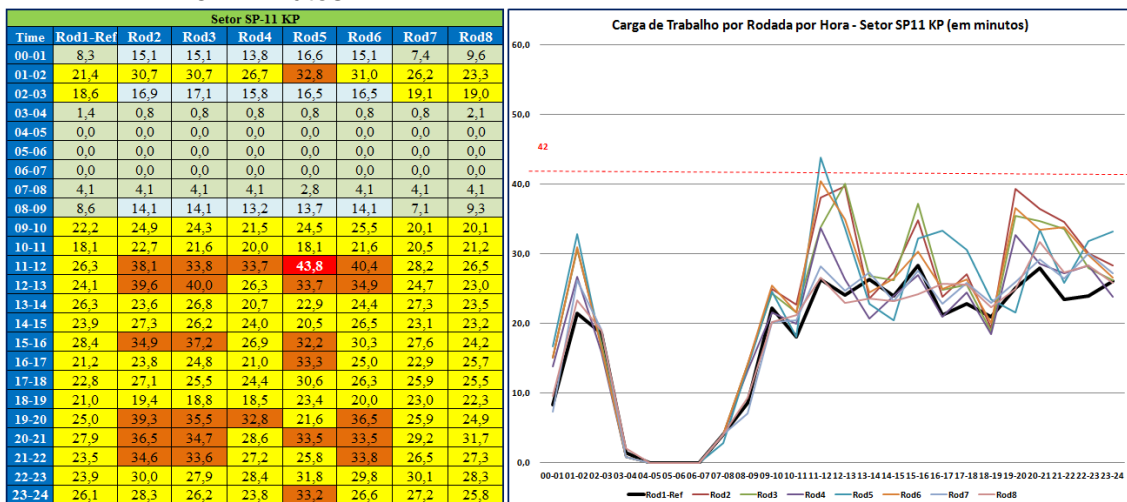 Setor SP-11 KP
Time Rod1-Ref Rod2 Rod3 Rod4 Rod5 Rod6 Rod7 Rod8
00-01 8,3 15,1 15,1 13,8 16,6 15,1 7,4 9,6
01-02 21,4 30,7 30,7 26,7 32,8 31,0 26,2 23,3
02-03 18,6 16,9 17,1 15,8 16,5 16,5 19,1 19,0
03-04 1,4 0,8 0,8 0,8 0,8 0,8 0,8 2,1
04-05 0,0 0,0 0,0 0,0 0,0 0,0 0,0 0,0
05-06 0,0 0,0 0,0 0,0 0,0 0,0 0,0 0,0
06-07 0,0 0,0 0,0 0,0 0,0 0,0 0,0 0,0
07-08 4,1 4,1 4,1 4,1 2,8 4,1 4,1 4,1
08-09 8,6 14,1 14,1 13,2 13,7 14,1 7,1 9,3
09-10 22,2 24,9 24,3 21,5 24,5 25,5 20,1 20,1
10-11 18,1 22,7 21,6 20,0 18,1 21,6 20,5 21,2
11-12 26,3 38,1 33,8 33,7 43,8 40,4 28,2 26,5
12-13 24,1 39,6 40,0 26,3 33,7 34,9 24,7 23,0
13-14 26,3 23,6 26,8 20,7 22,9 24,4 27,3 23,5
14-15 23,9 27,3 26,2 24,0 20,5 26,5 23,1 23,2
15-16 28,4 34,9 37,2 26,9 32,2 30,3 27,6 24,2
16-17 21,2 23,8 24,8 21,0 33,3 25,0 22,9 25,7
17-18 22,8 27,1 25,5 24,4 30,6 26,3 25,9 25,5
18-19 21,0 19,4 18,8 18,5 23,4 20,0 23,0 22,3
19-20 25,0 39,3 35,5 32,8 21,6 36,5 25,9 24,9
20-21 27,9 36,5 34,7 28,6 33,5 33,5 29,2 31,7
21-22 23,5 34,6 33,6 27,2 25,8 33,8 26,5 27,3
22-23 23,9 30,0 27,9 28,4 31,8 29,8 30,1 28,3
23-24 26,1 28,3 26,2 23,8 33,2 26,6 27,2 25,8
Carga de Trabalho por Rodada por Hora - Setor SP11 KP (em minutos)
60,0
50,0
42
40,0
30,0
20,0
10,0
0,0
00-01 01-02 02-03 03-04 04-05 05-06 06-07 07-08 08-09 09-10 10-11 11-12 12-13 13-14 14-15 15-16 16-17 17-18 18-19 19-20 20-21 21-22 22-23 23-24
Rod1-Ref Rod2 Rod3 Rod4 Rod5 Rod6 Rod7 Rod8